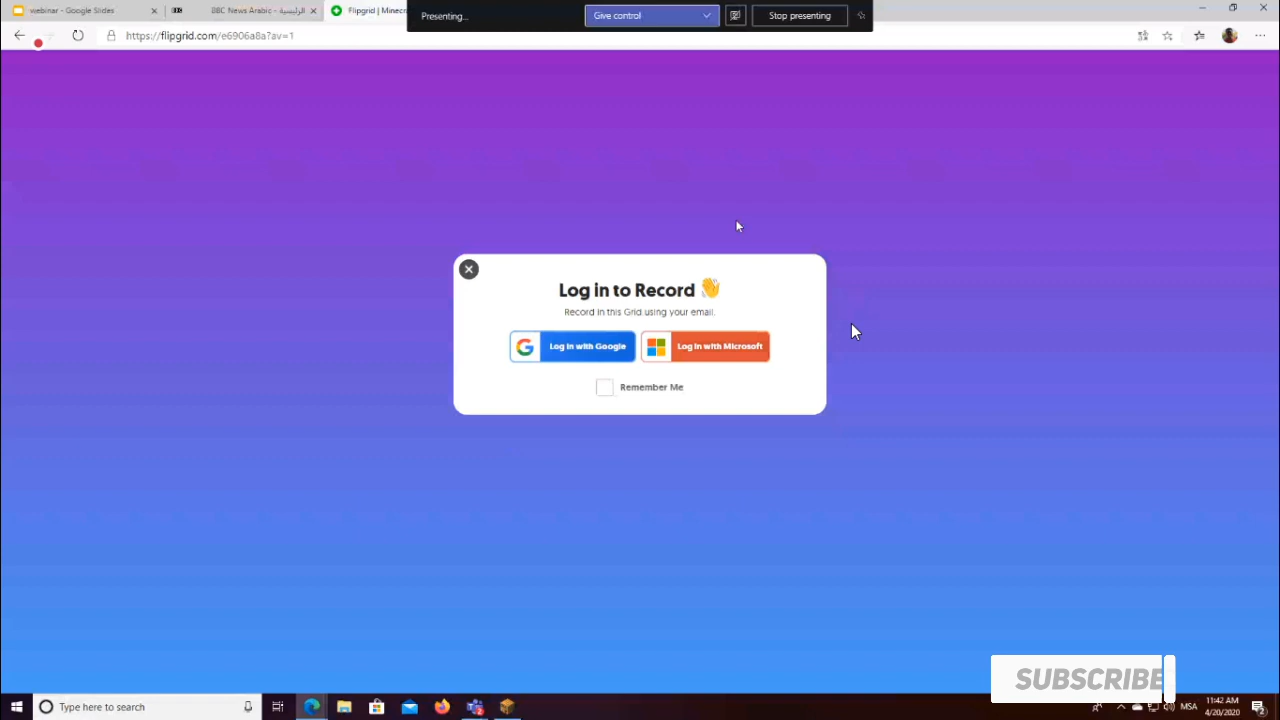 webinar - Google Slides
BBC News Arabic - الرئيسية
Flipgrid | Minecr
Presenting...
Give control
Stop presenting
https://flipgrid.com/e6906a8a?av=1
Log in to Record 👋
Record in this Grid using your email.
Log in with Google
Log in with Microsoft
Remember Me
SUBSCRIBE
Type here to search
MSA
11:42 AM
4/20/2020
2